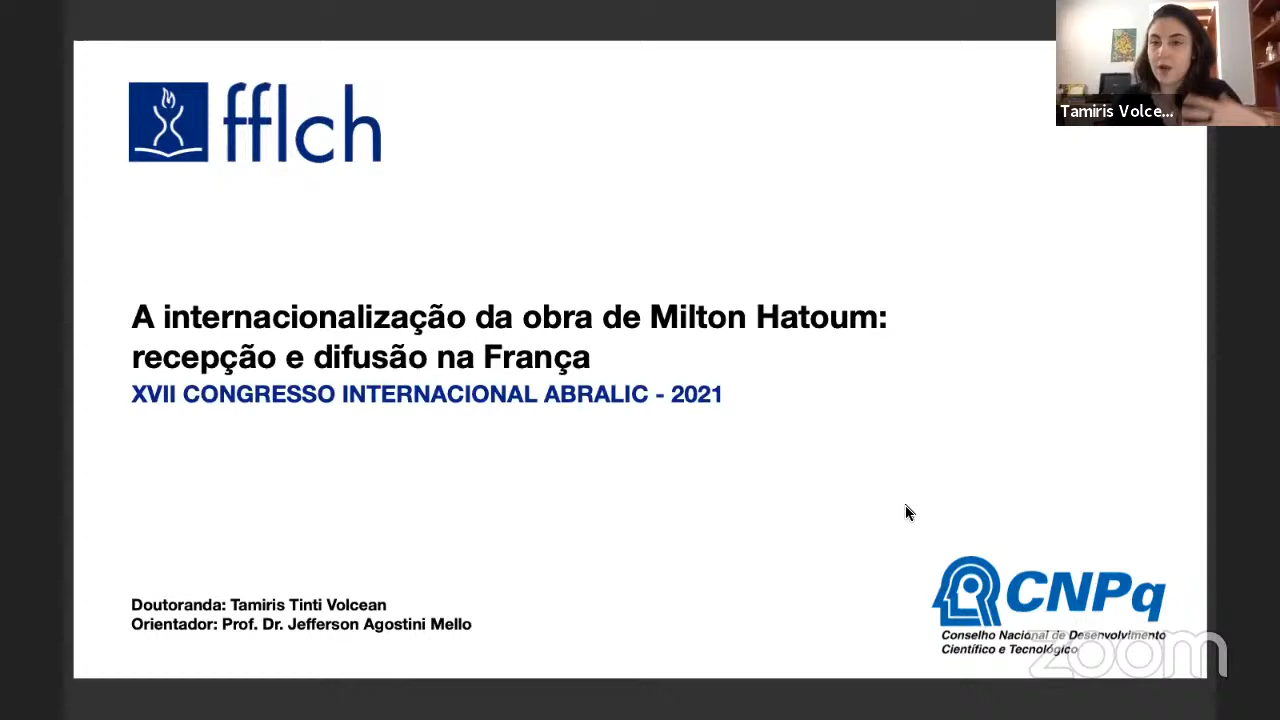 fflch
Tamiris Volce...
A internacionalização da obra de Milton Hatoum:
recepção e difusão na França
XVII CONGRESSO INTERNACIONAL ABRALIC - 2021
Doutoranda: Tamiris Tinti Volcean
Orientador: Prof. Dr. Jefferson Agostini Mello
CNPq
Conselho Nacional de Desenvolvimento
Científico e Tecnológico
zoom